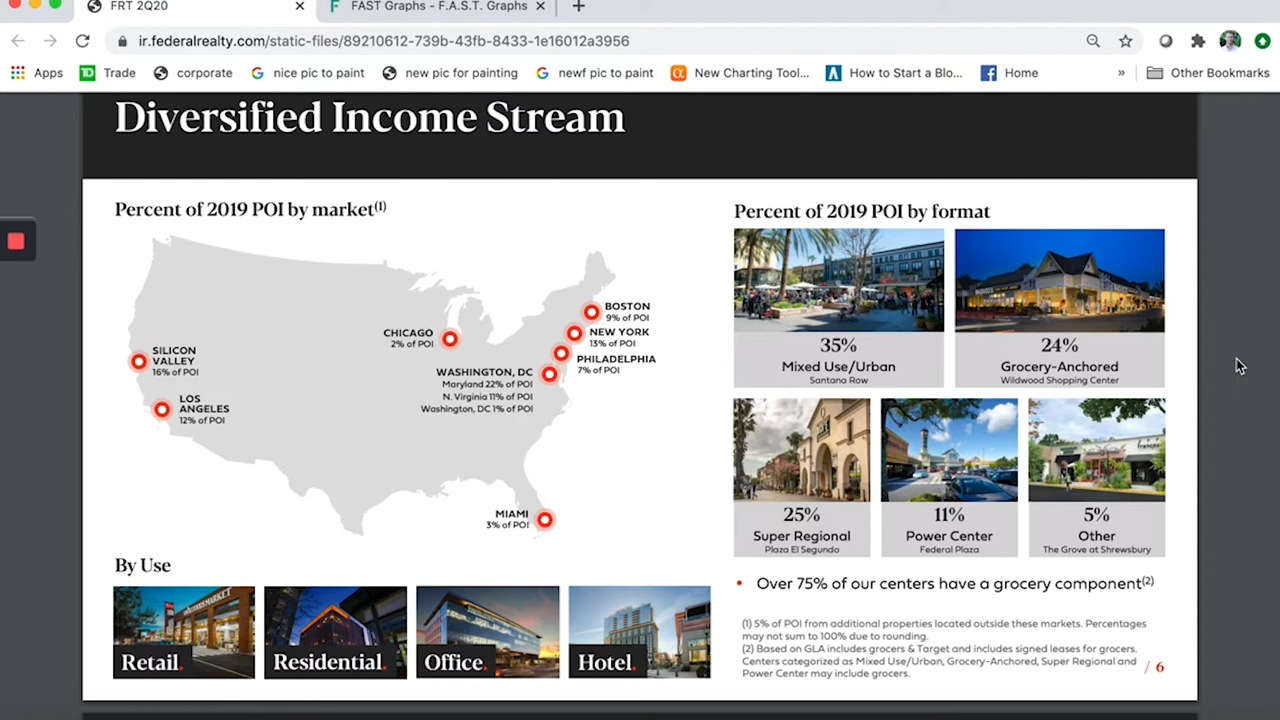 FRT 2Q20
FAST Graphs - F.A.S.T. Graphs
ir.federalrealty.com/static-files/89210612-739b-43fb-8433-1e16012a3956
Apps
Trade
corporate
nice pic to paint
new pic for painting
newf pic to paint
New Charting Tool...
How to Start a Blo...
Home
»
Other Bookmarks
Diversified Income Stream
Percent of 2019 POI by market(1)
BOSTON
9% of POI
NEW YORK
13% of POI
PHILADELPHIA
7% of POI
CHICAGO
2% of POI
WASHINGTON, DC
Maryland 22% of POI
N. Virginia 11% of POI
Washington, DC 1% of POI
SILICON
VALLEY
16% of POI
LOS
ANGELES
12% of POI
MIAMI
3% of POI
By Use
Retail.
Residential.
Office.
Hotel.
Percent of 2019 POI by format
35%
Mixed Use/Urban
Santana Row
24%
Grocery-Anchored
Wildwood Shopping Center
25%
Super Regional
Plaza El Segundo
11%
Power Center
Federal Plaza
5%
Other
The Grove at Shrewsbury
• Over 75% of our centers have a grocery component(2)
(1) 5% of POI from additional properties located outside these markets. Percentages
may not sum to 100% due to rounding.
(2) Based on GLA includes grocers & Target and includes signed leases for grocers.
Centers categorized as Mixed Use/Urban, Grocery-Anchored, Super Regional and
Power Center may include grocers.
/ 6